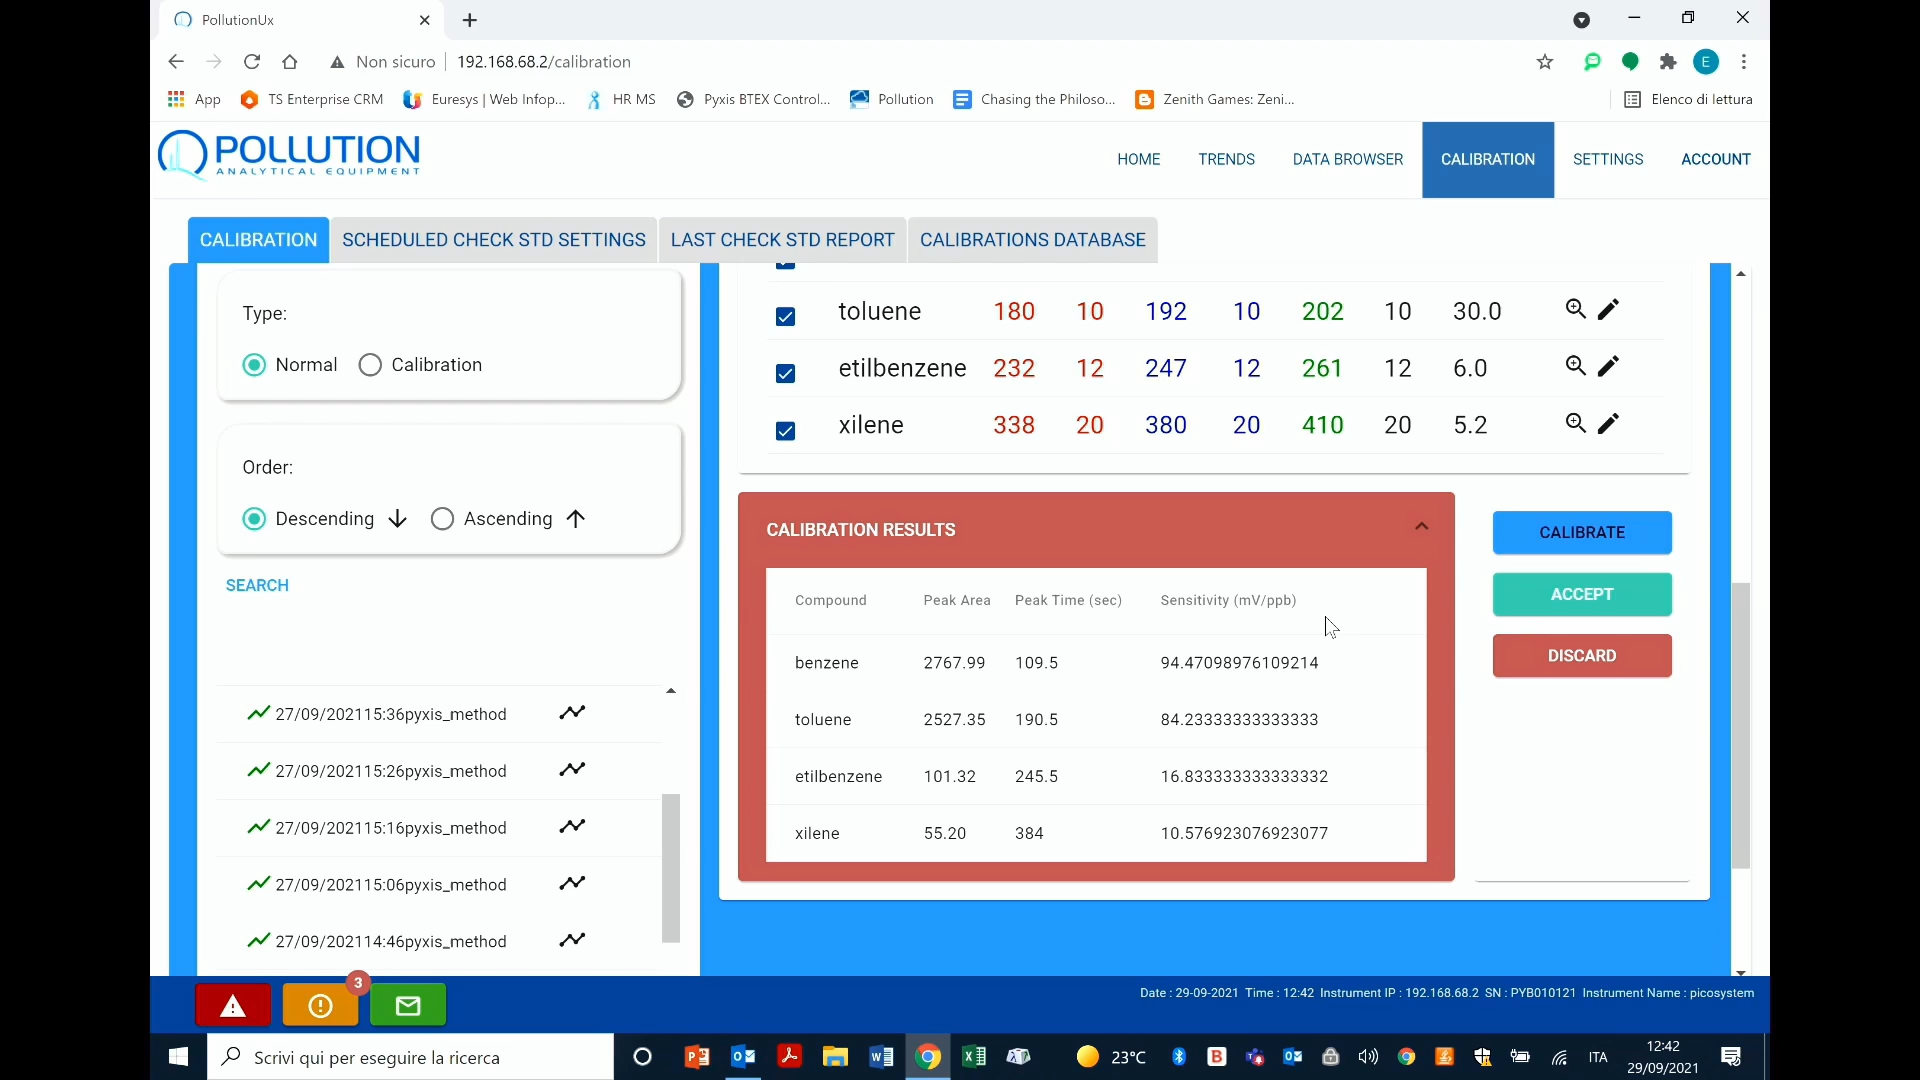 PollutionUx
Non sicuro 192.168.68.2/calibration
E
App TS Enterprise CRM Euresys | Web Infop... HR MS Pyxis BTEX Control... Pollution Chasing the Philoso... Zenith Games: Zeni... Elenco di lettura
POLLUTION
ANALYTICAL EQUIPMENT
HOME TRENDS DATA BROWSER CALIBRATION SETTINGS ACCOUNT
CALIBRATION SCHEDULED CHECK STD SETTINGS LAST CHECK STD REPORT CALIBRATIONS DATABASE
Type:
Normal Calibration
Order:
Descending Ascending
SEARCH
27/09/202115:36pyxis_method
27/09/202115:26pyxis_method
27/09/202115:16pyxis_method
27/09/202115:06pyxis_method
27/09/202114:46pyxis_method
toluene 180 10 192 10 202 10 30.0
etilbenzene 232 12 247 12 261 12 6.0
xilene 338 20 380 20 410 20 5.2
CALIBRATION RESULTS
Compound Peak Area Peak Time (sec) Sensitivity (mV/ppb)
benzene 2767.99 109.5 94.47098976109214
toluene 2527.35 190.5 84.23333333333333
etilbenzene 101.32 245.5 16.833333333333332
xilene 55.20 384 10.576923076923077
CALIBRATE
ACCEPT
DISCARD
3
Date : 29-09-2021 Time : 12:42 Instrument IP : 192.168.68.2 SN : PYB010121 Instrument Name : picosystem
Scrivi qui per eseguire la ricerca
23°C
ITA
12:42
29/09/2021